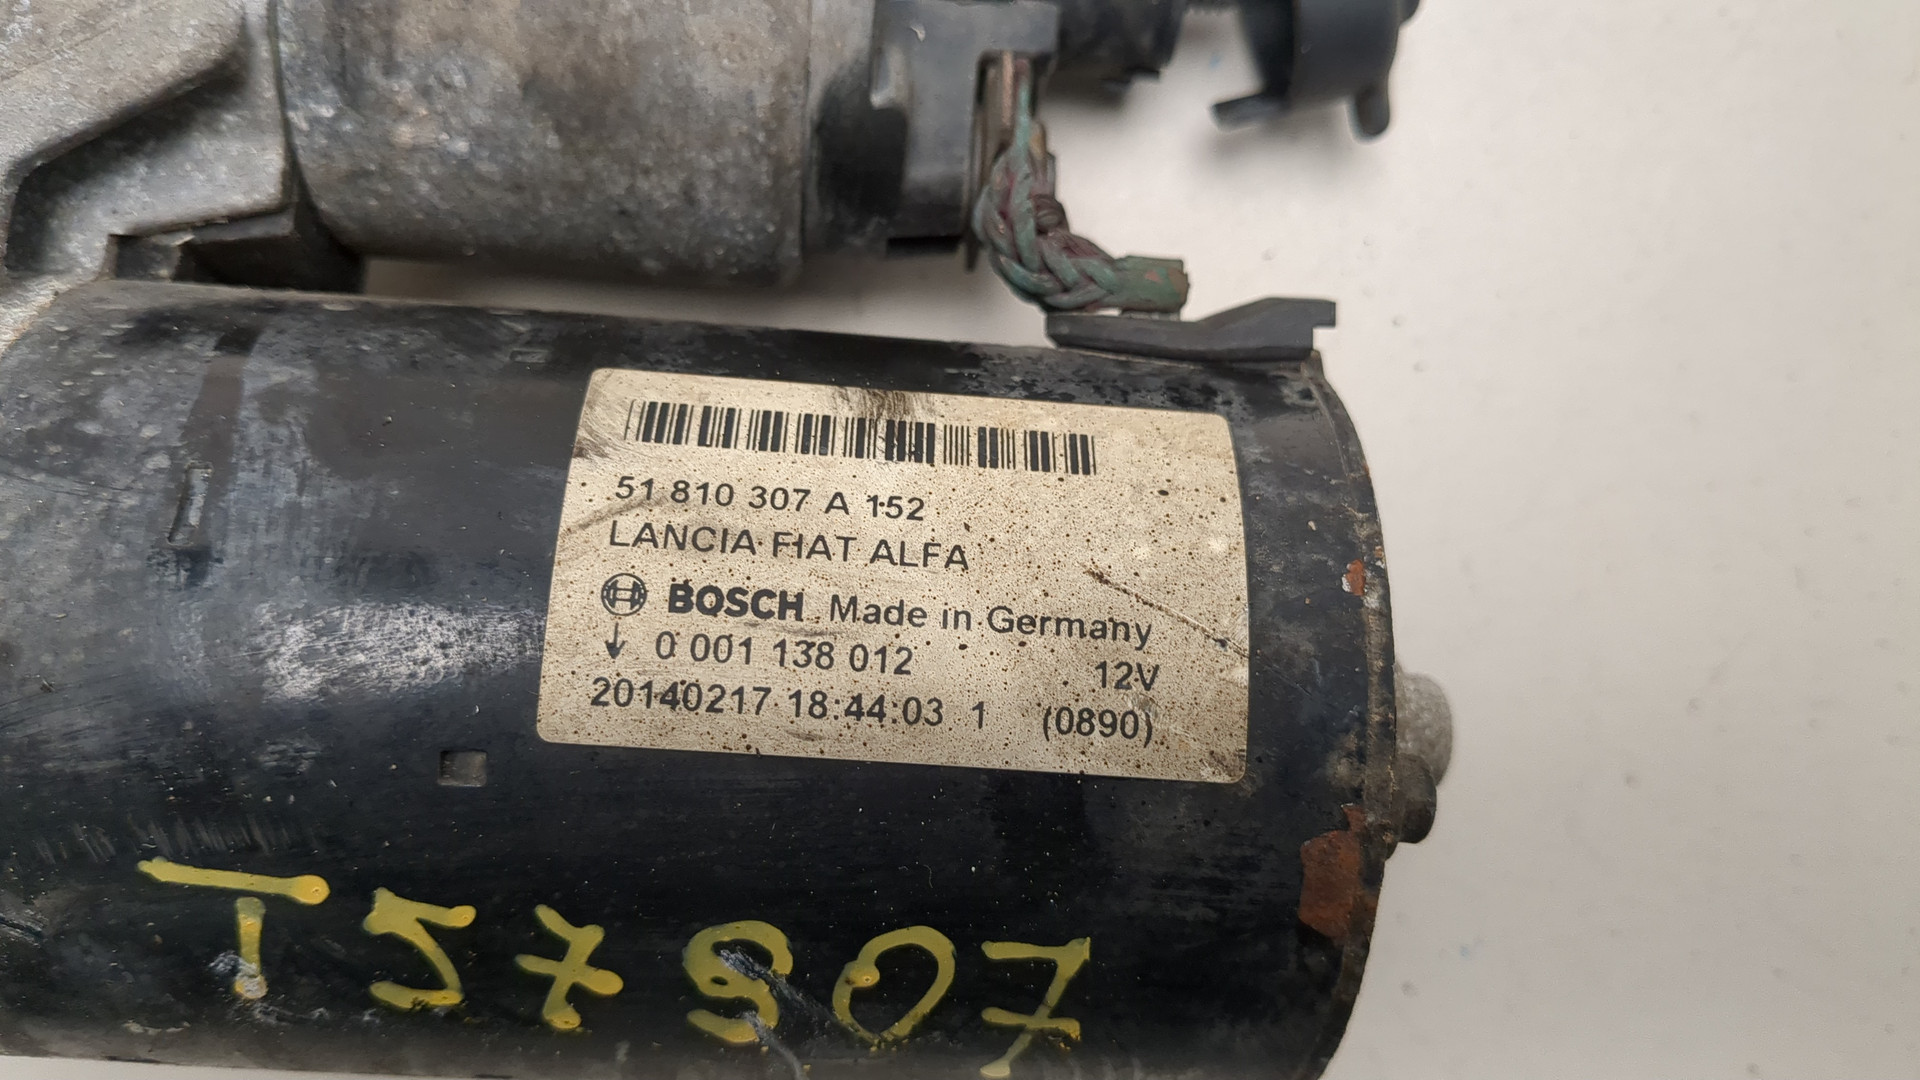 51 810 307 A 152
LANCIA FIAT ALFA
BOSCH Made in Germany
0 001 138 012 12V
20140217 18:44:03 1 (0890)
T57907